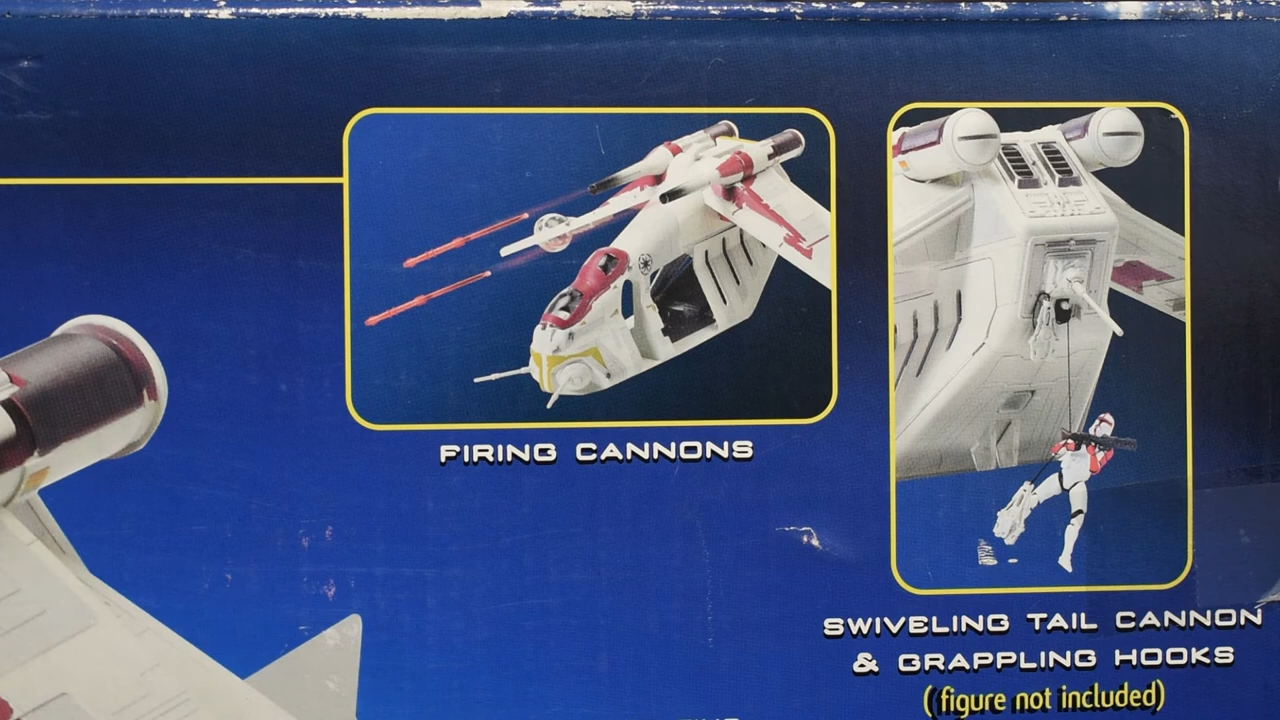 FIRING CANNONS
SWIVELING TAIL CANNON
& GRAPPLING HOOKS
(figure not included)